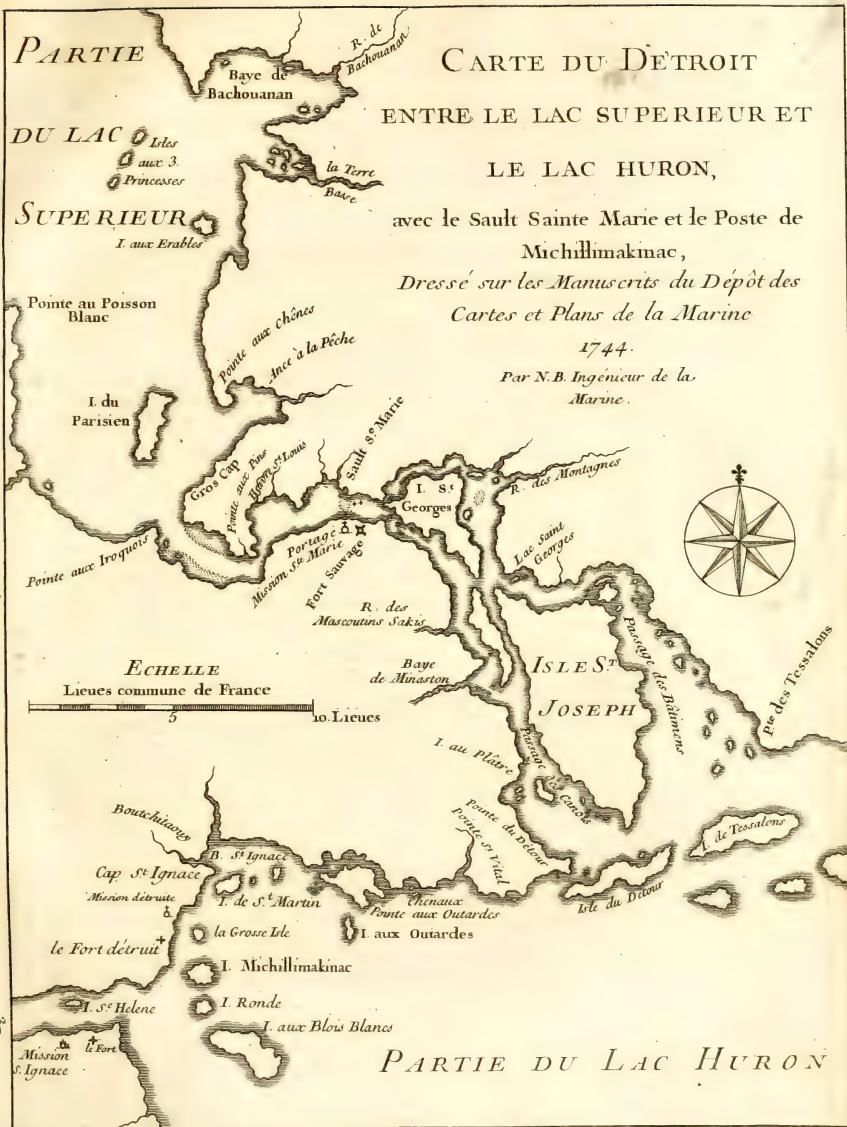 CARTE DU DÉTROIT
ENTRE LE LAC SUPERIEUR ET
LE LAC HURON,
avec le Sault Sainte Marie et le Poste de
Michillimakinac,
Dressé sur les Manuscrits du Dépôt des
Cartes et Plans de la Marine
1744.
Par N.B. Ingénieur de la
Marine.
PARTIE
DU LAC
SUPERIEUR
R. de
Bachouanan
Baye de
Bachouanan
Isles
aux 3.
Princesses
la Terre
Basse
I. aux Erables
Pointe au Poisson
Blanc
Pointe aux Chênes
Ance à la Pêche
I. du
Parisien
Gros Cap
Pointe aux Pins
Havre St. Louis
Sault Se. Marie
I. St.
Georges
R. des Montagnes
Pointe aux Iroquois
Portage
Mission Ste. Marie
Fort Sauvage
Lac Saint
Georges
R. des
Mascoutins Sakis
Baye
de Minaston
ISLE ST.
JOSEPH
Passage des Bâtimens
Pte. des Tessalons
ECHELLE
Lieues commune de France
5
10. Lieues
I. au Plâtre
Passage des Canots
Pointe du Détour
Pointe St. Vital
I. de Tessalons
Isle du Détour
Boutchitaouy
B. St. Ignace
Cap St. Ignace
Mission détruite
I. de St. Martin
Chenaux
Pointe aux Outardes
la Grosse Isle
I. aux Outardes
le Fort détruit
I. Michillimakinac
I. Se. Helene
I. Ronde
I. aux Blois Blancs
Mission
S. Ignace
le Fort
PARTIE DU LAC HURON